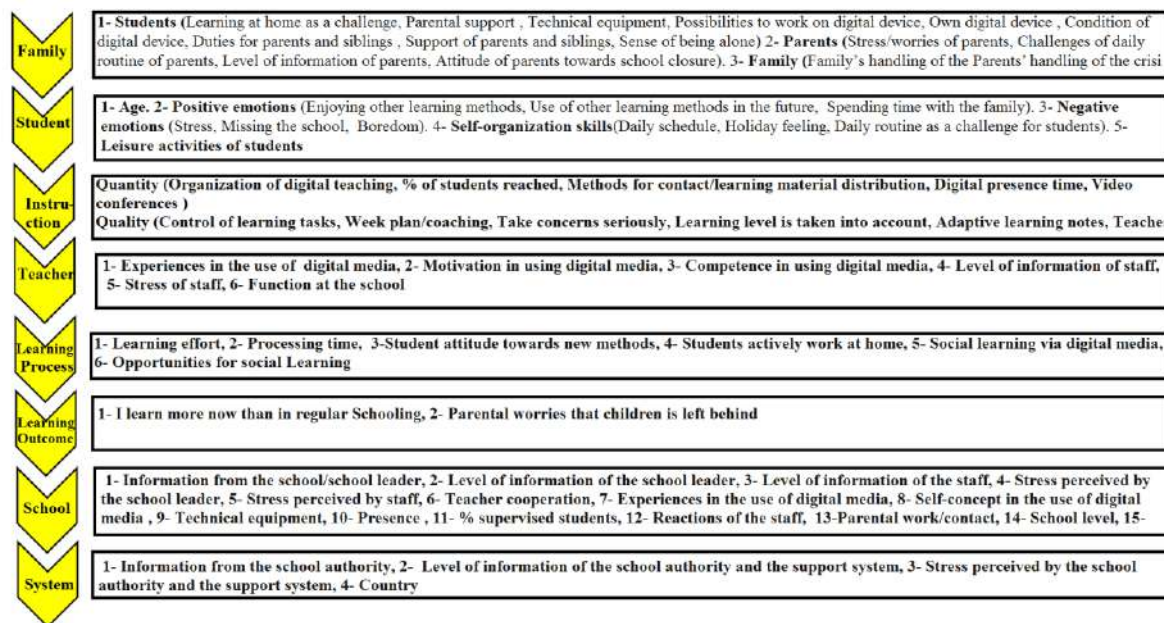 Family
1- Students (Learning at home as a challenge, Parental support , Technical equipment, Possibilities to work on digital device, Own digital device , Condition of
digital device, Duties for parents and siblings , Support of parents and siblings, Sense of being alone) 2- Parents (Stress/worries of parents, Challenges of daily
routine of parents, Level of information of parents, Attitude of parents towards school closure). 3- Family (Family's handling of the Parents' handling of the crisi
Student
1- Age. 2- Positive emotions (Enjoying other learning methods, Use of other learning methods in the future, Spending time with the family). 3- Negative
emotions (Stress, Missing the school, Boredom). 4- Self-organization skills(Daily schedule, Holiday feeling, Daily routine as a challenge for students). 5-
Leisure activities of students
Instru-
ction
Quantity (Organization of digital teaching, % of students reached, Methods for contact/learning material distribution, Digital presence time, Video
conferences )
Quality (Control of learning tasks, Week plan/coaching, Take concerns seriously, Learning level is taken into account, Adaptive learning notes, Teache
Teacher
1- Experiences in the use of digital media, 2- Motivation in using digital media, 3- Competence in using digital media, 4- Level of information of staff,
5- Stress of staff, 6- Function at the school
Learning
Process
1- Learning effort, 2- Processing time, 3-Student attitude towards new methods, 4- Students actively work at home, 5- Social learning via digital media,
6- Opportunities for social Learning
Learning
Outcome
1- I learn more now than in regular Schooling, 2- Parental worries that children is left behind
School
1- Information from the school/school leader, 2- Level of information of the school leader, 3- Level of information of the staff, 4- Stress perceived by
the school leader, 5- Stress perceived by staff, 6- Teacher cooperation, 7- Experiences in the use of digital media, 8- Self-concept in the use of digital
media , 9- Technical equipment, 10- Presence , 11- % supervised students, 12- Reactions of the staff, 13-Parental work/contact, 14- School level, 15-
System
1- Information from the school authority, 2- Level of information of the school authority and the support system, 3- Stress perceived by the school
authority and the support system, 4- Country